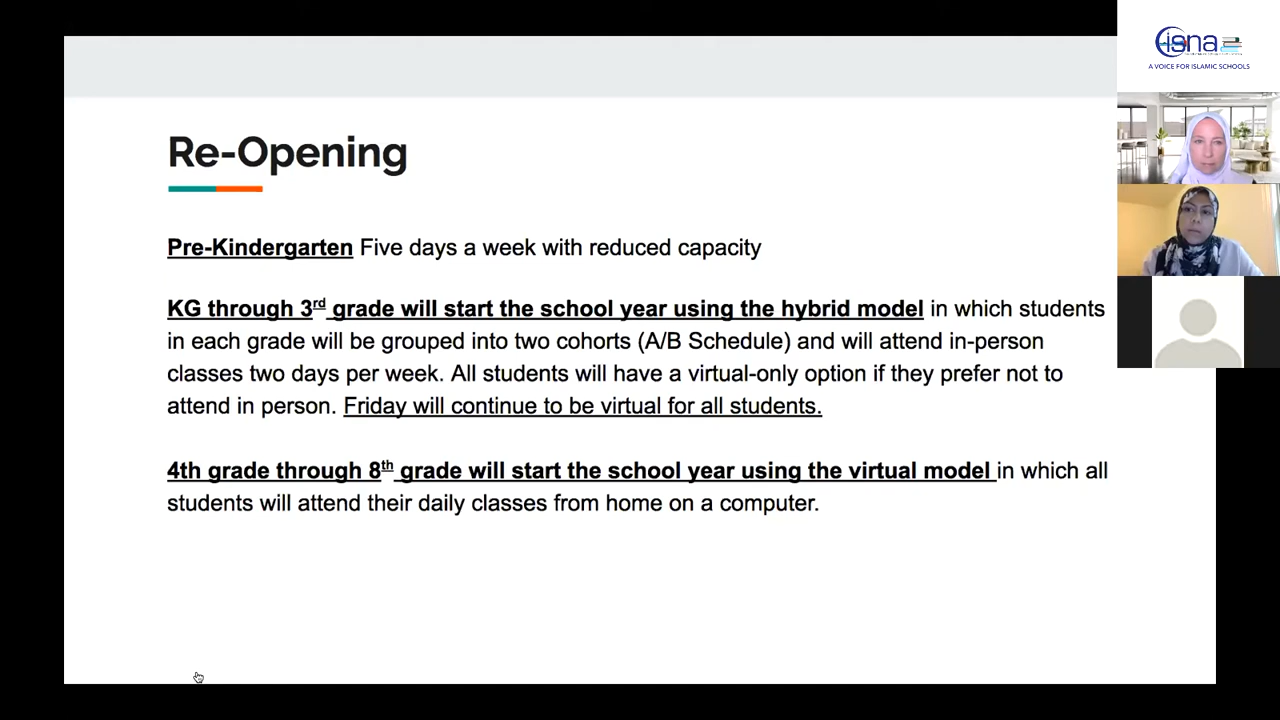 Re-Opening
Pre-Kindergarten Five days a week with reduced capacity
KG through 3rd grade will start the school year using the hybrid model in which students
in each grade will be grouped into two cohorts (A/B Schedule) and will attend in-person
classes two days per week. All students will have a virtual-only option if they prefer not to
attend in person. Friday will continue to be virtual for all students.
4th grade through 8th grade will start the school year using the virtual model in which all
students will attend their daily classes from home on a computer.
cisna
A VOICE FOR ISLAMIC SCHOOLS